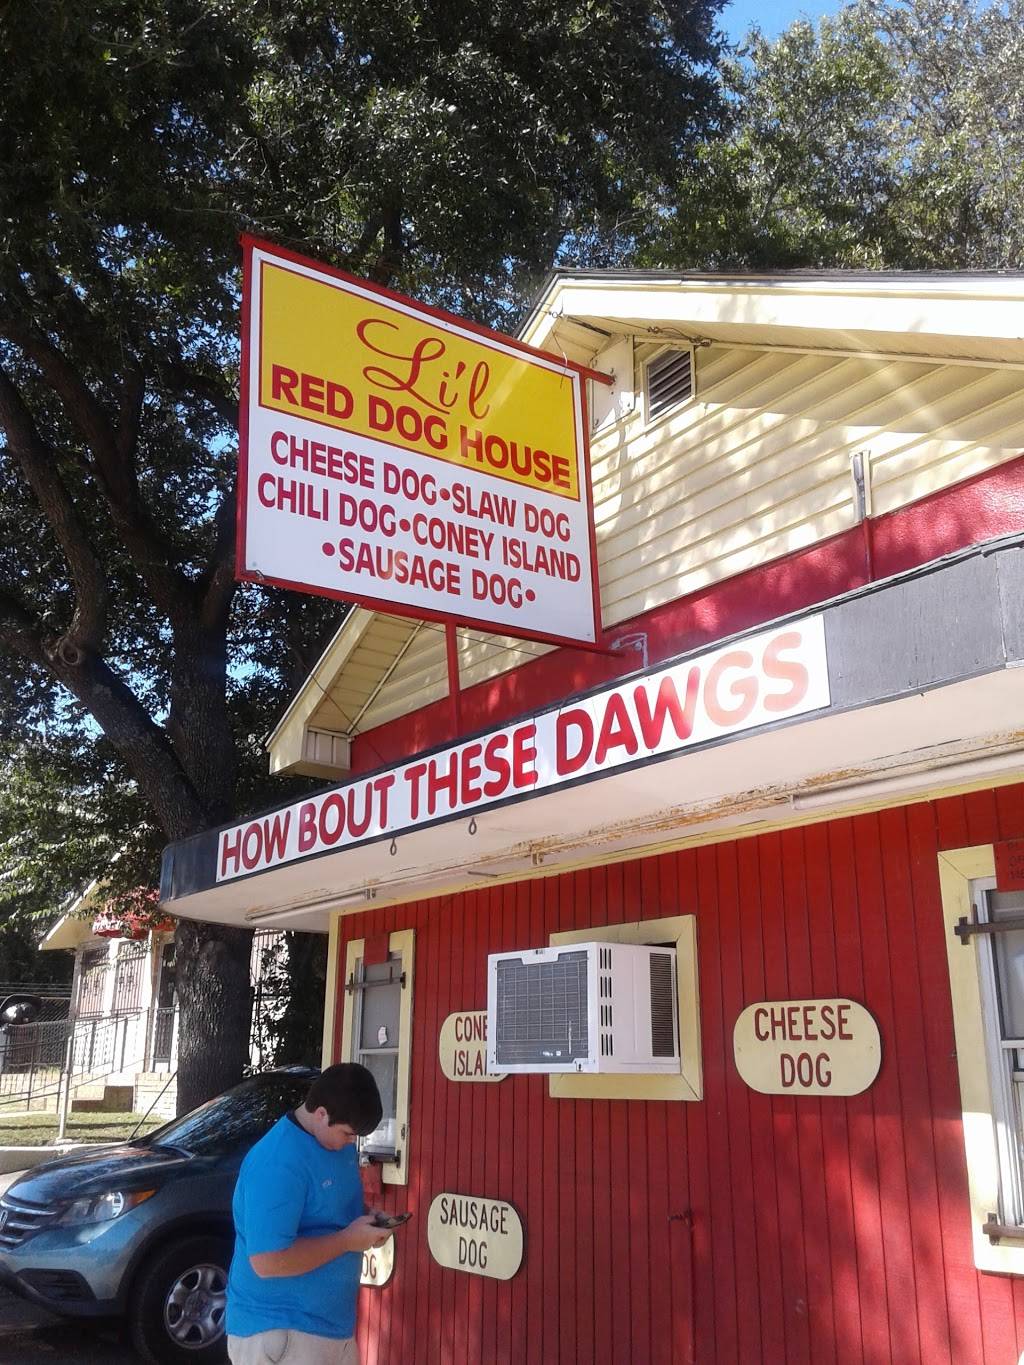 Li'l
RED DOG HOUSE
CHEESE DOG•SLAW DOG
CHILI DOG•CONEY ISLAND
•SAUSAGE DOG•
HOW BOUT THESE DAWGS
CHEESE
DOG
SAUSAGE
DOG